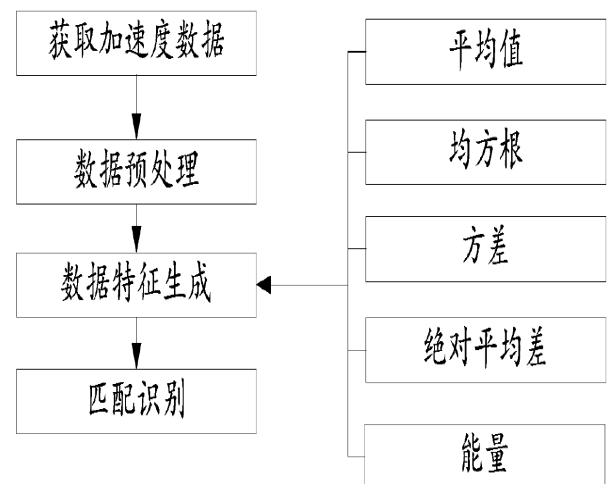 获取加速度数据
数据预处理
数据特征生成
匹配识别
平均值
均方根
方差
绝对平均差
能量